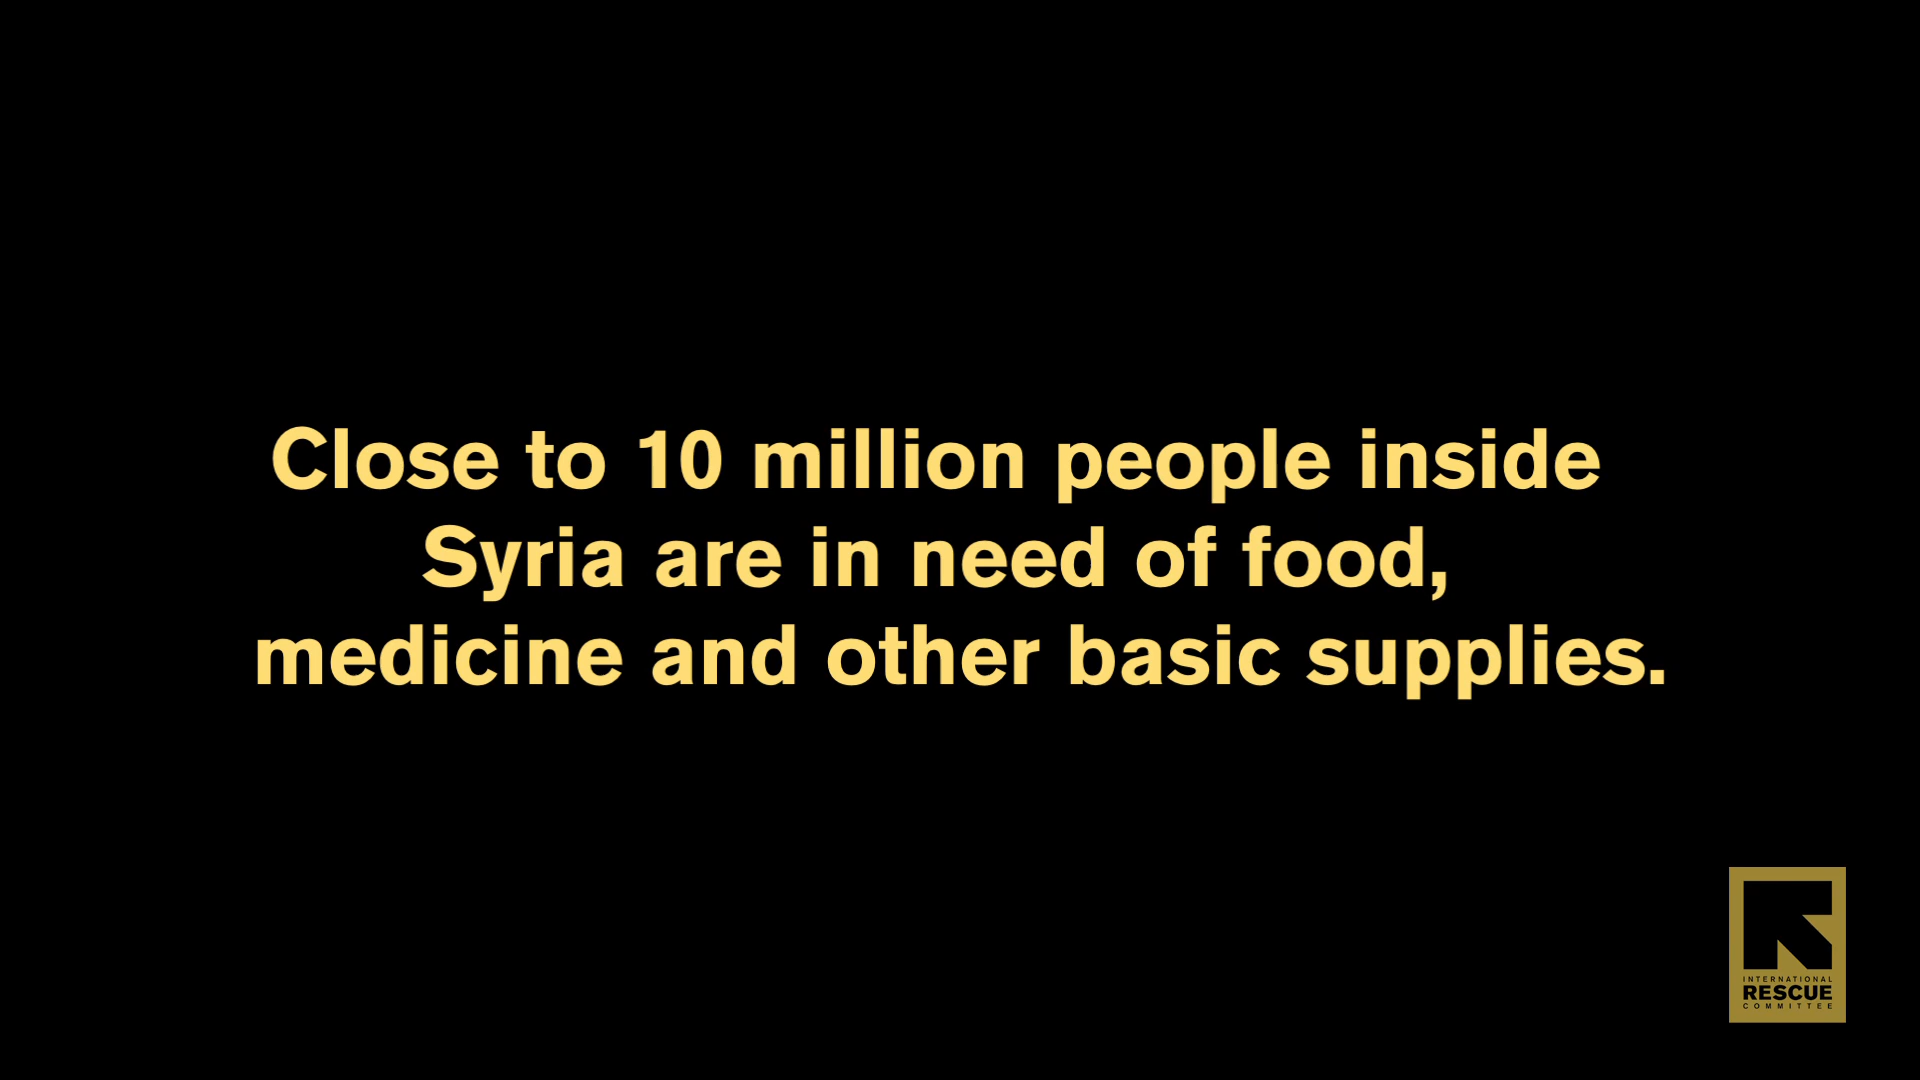 Close to 10 million people inside
Syria are in need of food,
medicine and other basic supplies.
INTERNATIONAL
RESCUE
COMMITTEE